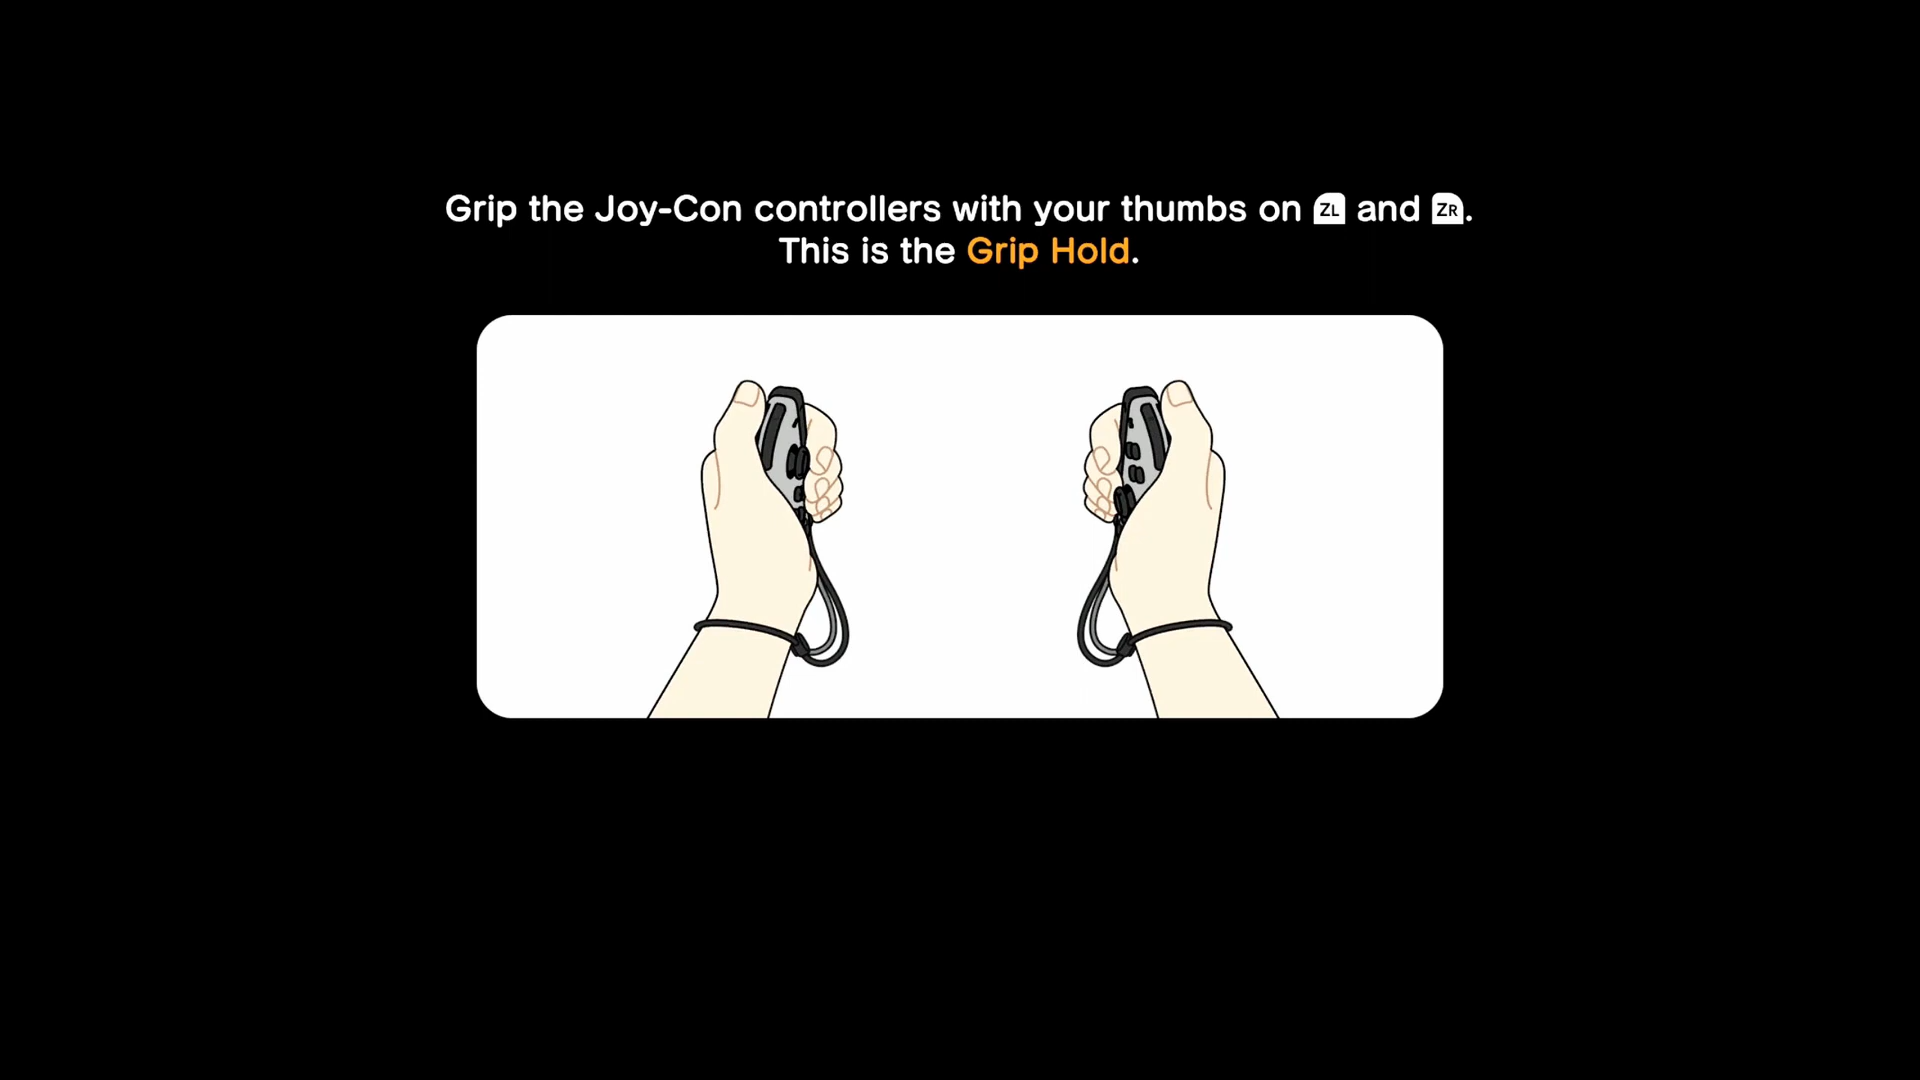 Grip the Joy-Con controllers with your thumbs on ZL and ZR.
This is the Grip Hold.